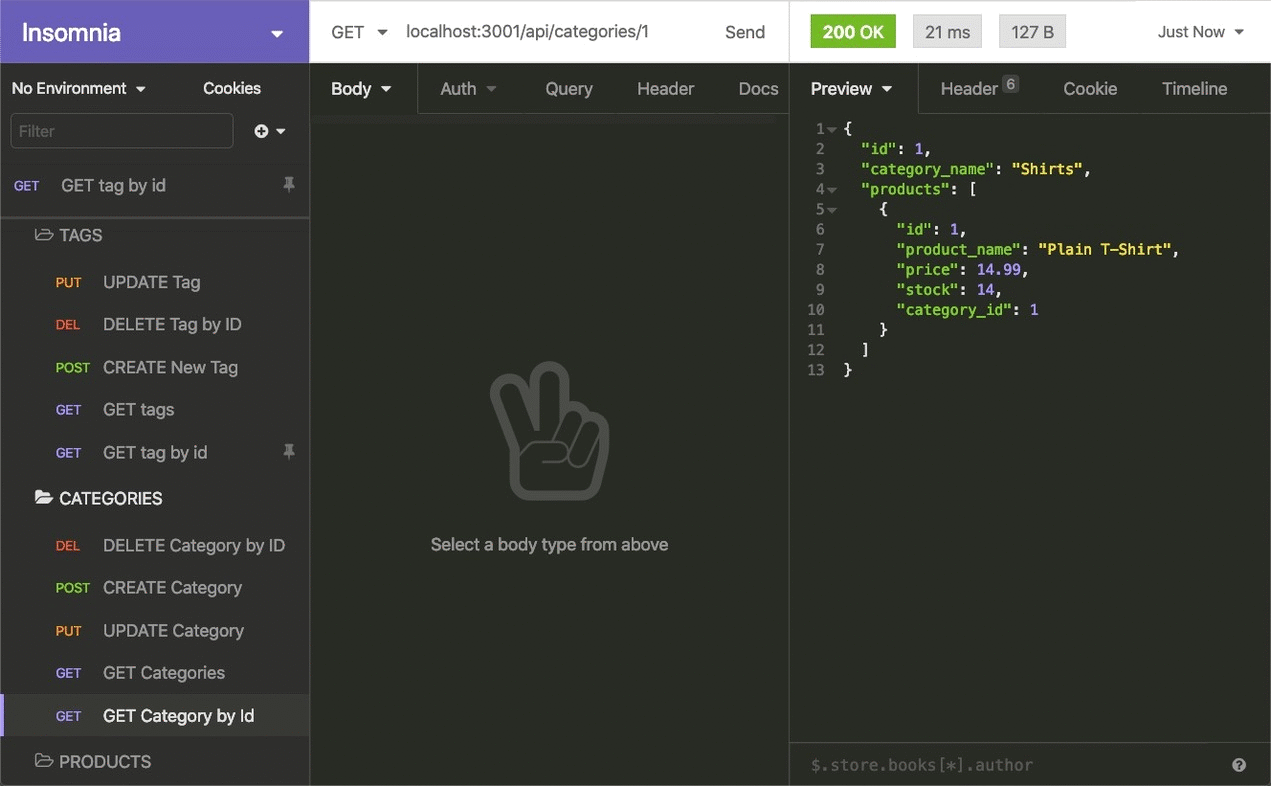 Insomnia
No Environment
Cookies
Filter
GET GET tag by id
TAGS
PUT UPDATE Tag
DEL DELETE Tag by ID
POST CREATE New Tag
GET GET tags
GET GET tag by id
CATEGORIES
DEL DELETE Category by ID
POST CREATE Category
PUT UPDATE Category
GET GET Categories
GET GET Category by Id
PRODUCTS
GET localhost:3001/api/categories/1 Send
Body Auth Query Header Docs
Select a body type from above
200 OK 21 ms 127 B Just Now
Preview Header 6 Cookie Timeline
1 {
2 "id": 1,
3 "category_name": "Shirts",
4 "products": [
5 {
6 "id": 1,
7 "product_name": "Plain T-Shirt",
8 "price": 14.99,
9 "stock": 14,
10 "category_id": 1
11 }
12 ]
13 }
$.store.books[*].author
?